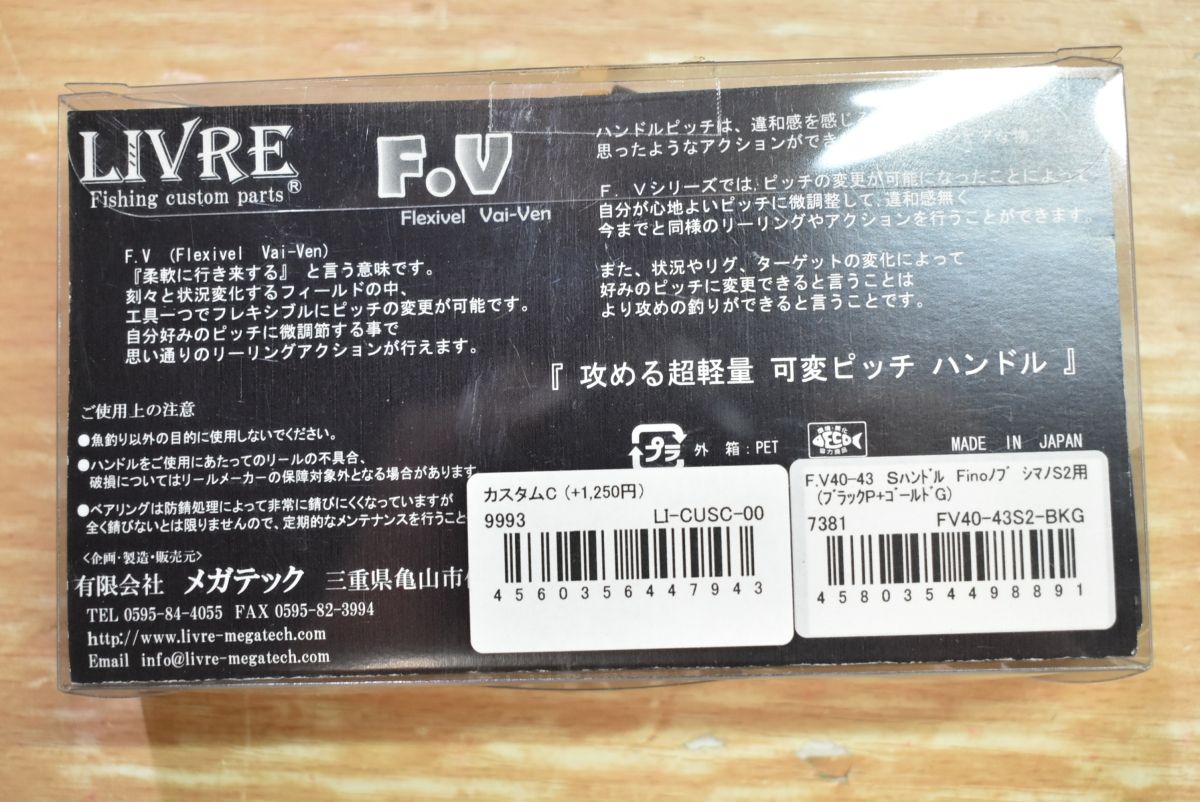 LIVRE
Fishing custom parts®
F.V
Flexivel Vai-Ven
F.V (Flexivel Vai-Ven)
『柔軟に行き来する』 と言う意味です。
刻々と状況変化するフィールドの中、
工具一つでフレキシブルにピッチの変更が可能です。
自分好みのピッチに微調節する事で
思い通りのリーリングアクションが行えます。
ハンドルピッチは、違和感を感じ
思ったようなアクションができ
F．Vシリーズでは、ピッチの変更が可能になったことによって
自分が心地よいピッチに微調整して、違和感無く
今までと同様のリーリングやアクションを行うことができます。
また、状況やリグ、ターゲットの変化によって
好みのピッチに変更できると言うことは
より攻めの釣りができると言うことです。
『 攻める超軽量 可変ピッチ ハンドル 』
ご使用上の注意
●魚釣り以外の目的に使用しないでください。
●ハンドルをご使用にあたってのリールの不具合、
破損についてはリールメーカーの保障対象外となる場合があります
●ベアリングは防錆処理によって非常に錆びにくくなっていますが
全く錆びないとは限りませんので、定期的なメンテナンスを行うこと
<企画・製造・販売元>
有限会社 メガテック 三重県亀山市
TEL 0595-84-4055 FAX 0595-82-3994
http://www.livre-megatech.com
Email info@livre-megatech.com
プラ 外 箱：PET
ECO
MADE IN JAPAN
カスタムC (+1,250円)
9993 LI-CUSC-00
4560356447943
F.V40-43 Sﾊﾝﾄﾞﾙ Finoﾉﾌﾞ ｼﾏﾉS2用
(ﾌﾞﾗｯｸP+ｺﾞｰﾙﾄﾞG)
7381 FV40-43S2-BKG
4580354498891